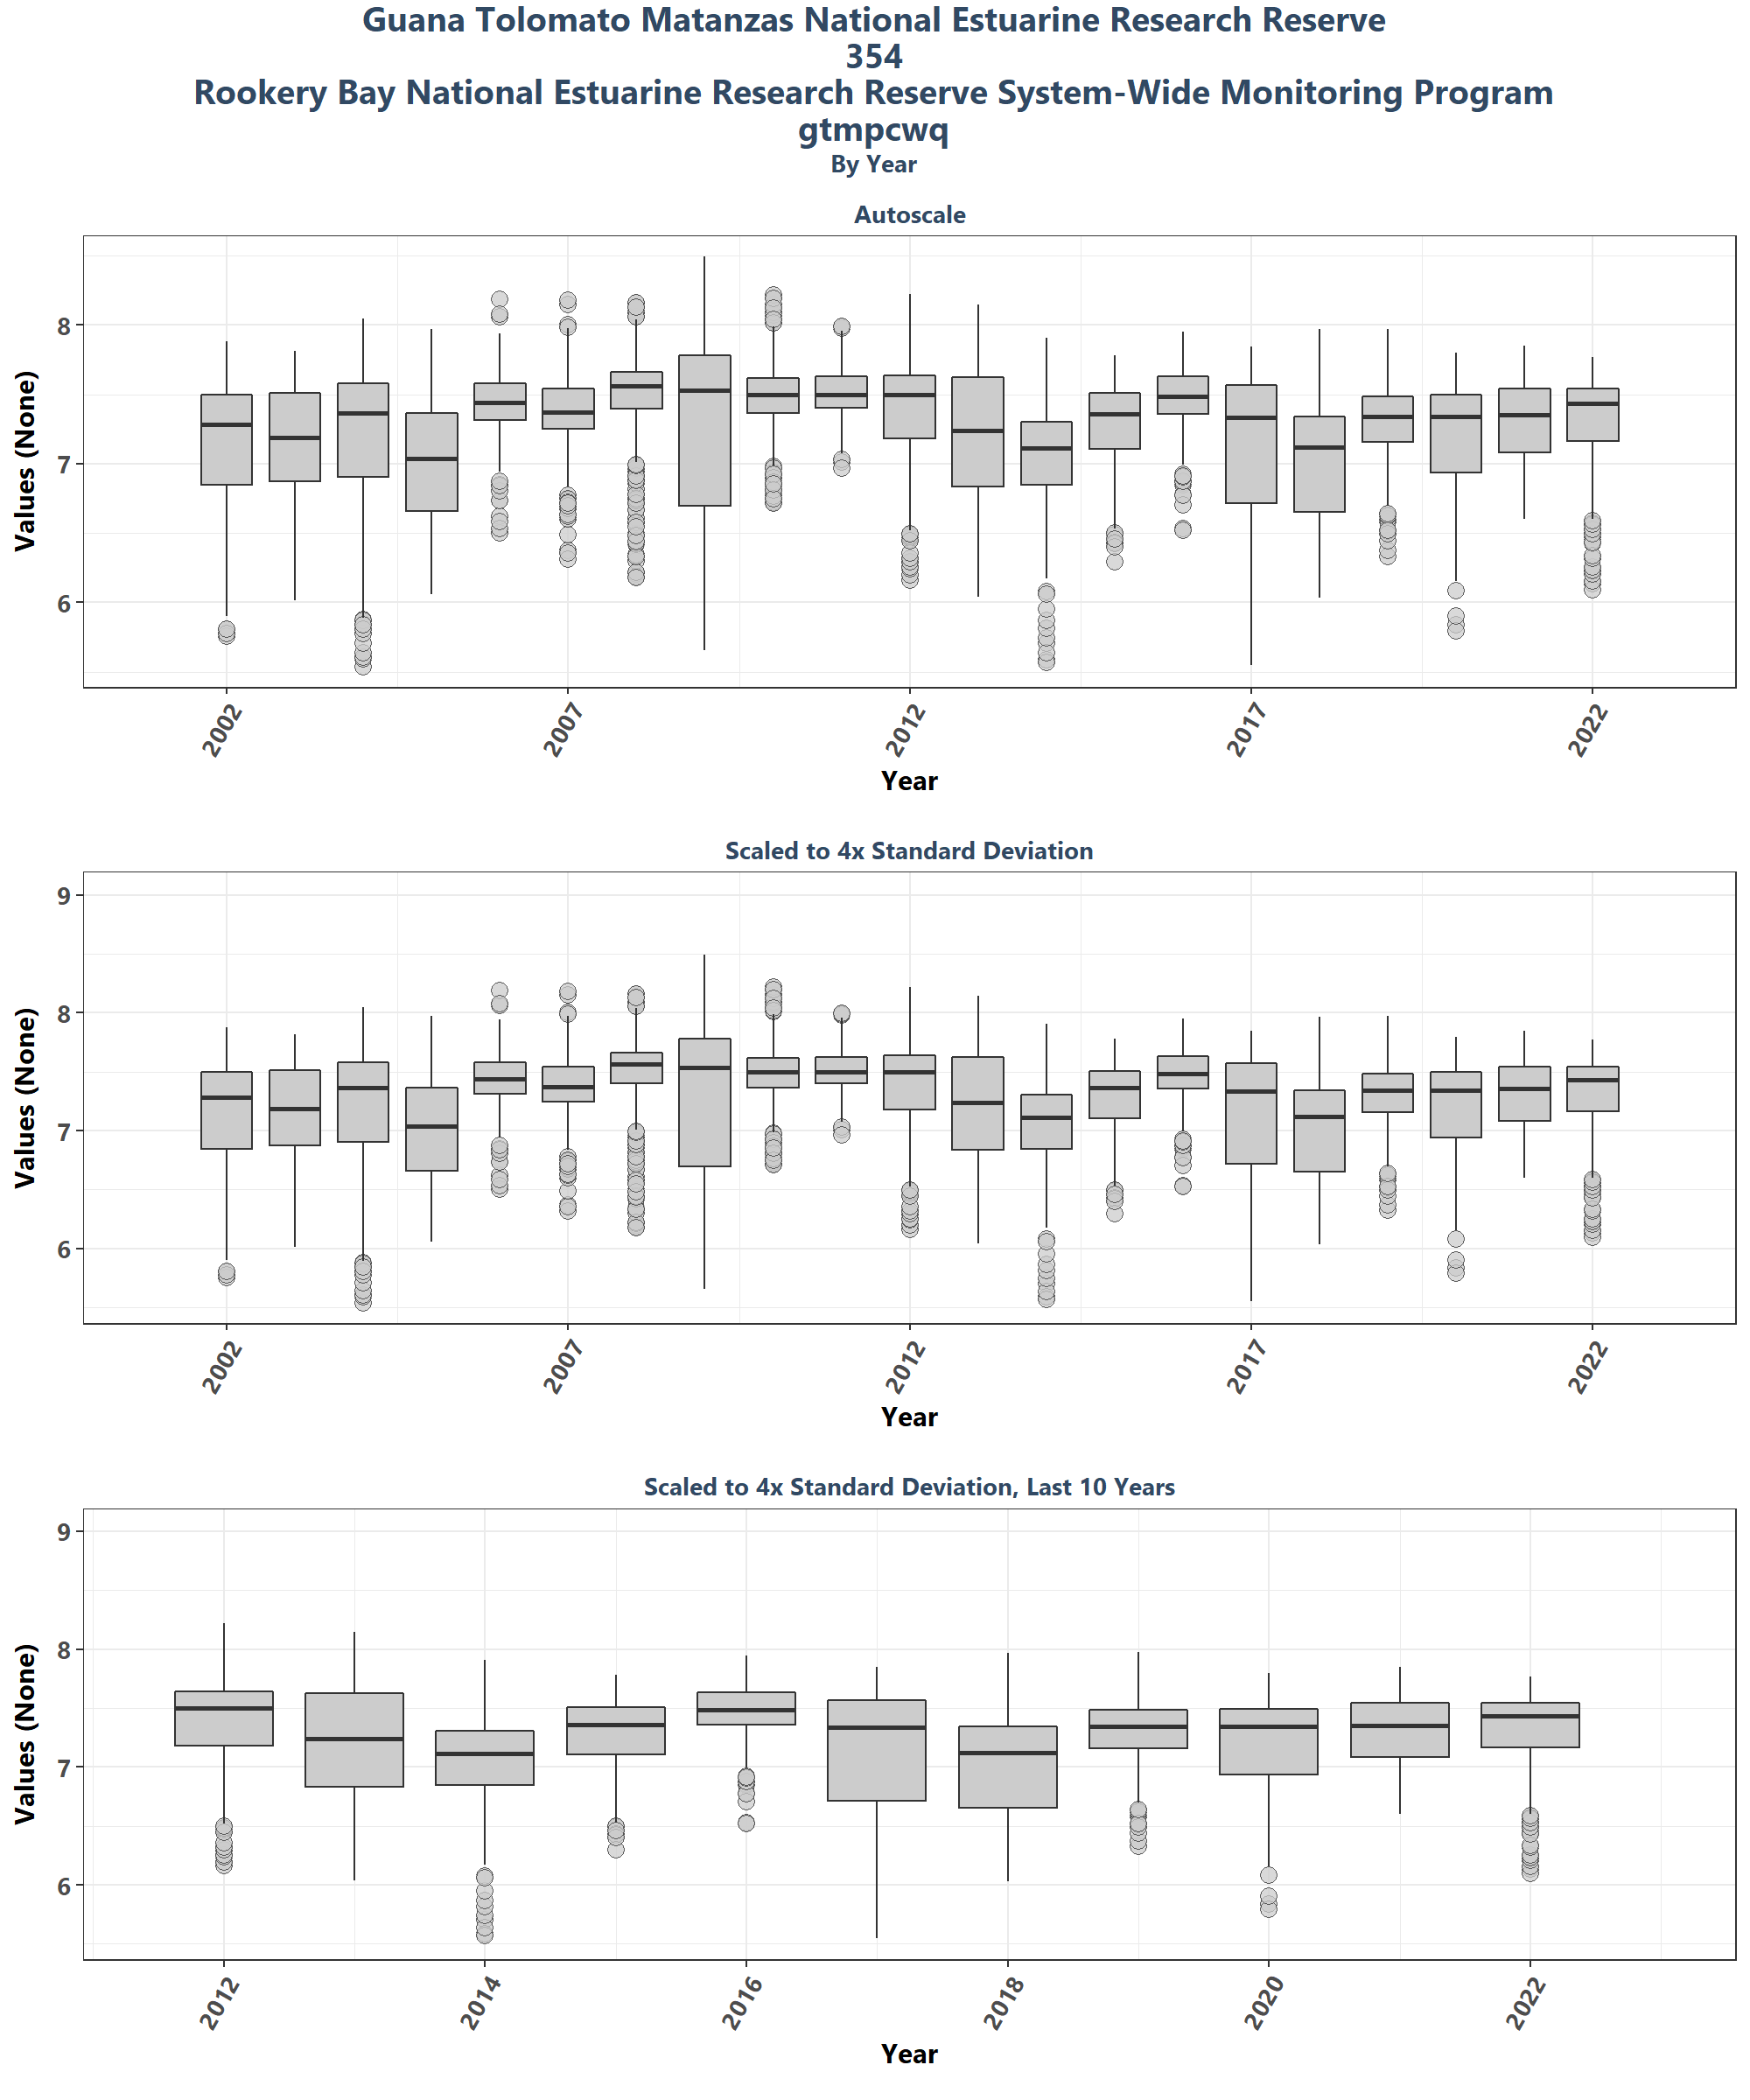 Guana Tolomato Matanzas National Estuarine Research Reserve
354
Rookery Bay National Estuarine Research Reserve System-Wide Monitoring Program
gtmpcwq
By Year
Autoscale
Values (None)
8
7
6
2002
2007
2012
2017
2022
Year
Scaled to 4x Standard Deviation
Values (None)
9
8
7
6
2002
2007
2012
2017
2022
Year
Scaled to 4x Standard Deviation, Last 10 Years
Values (None)
9
8
7
6
2012
2014
2016
2018
2020
2022
Year